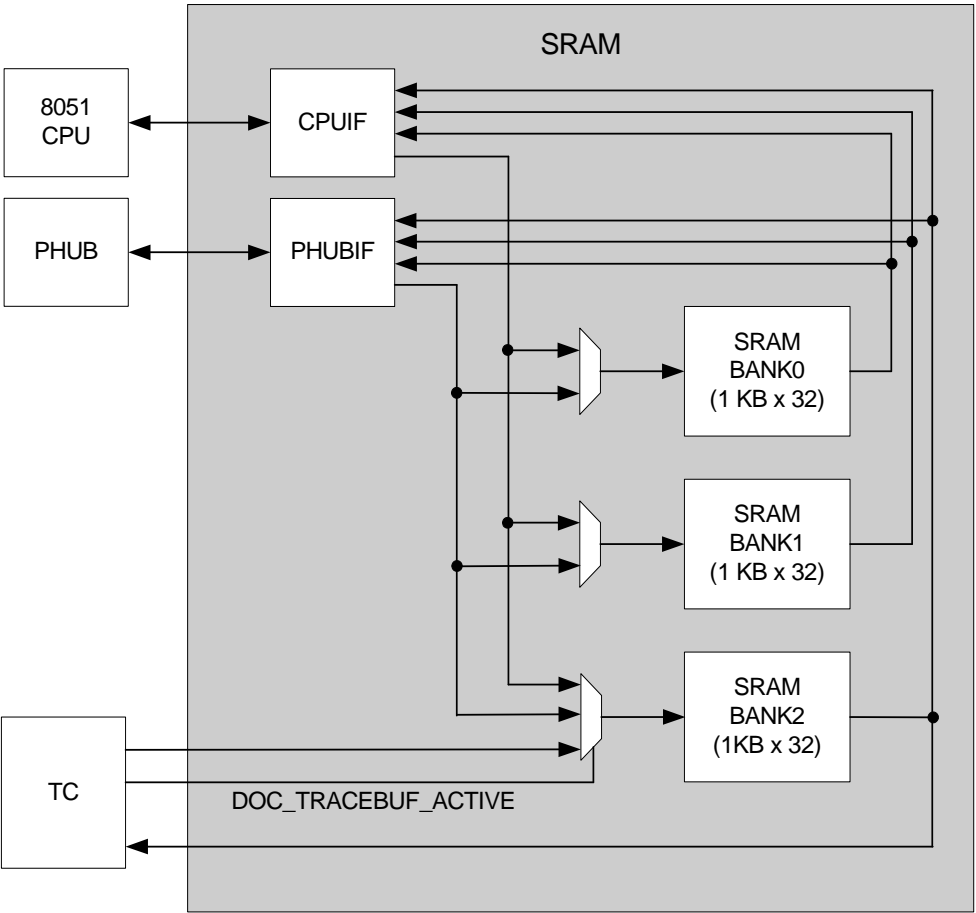 SRAM
8051
CPU
CPUIF
PHUB
PHUBIF
SRAM
BANK0
(1 KB x 32)
SRAM
BANK1
(1 KB x 32)
SRAM
BANK2
(1KB x 32)
TC
DOC_TRACEBUF_ACTIVE